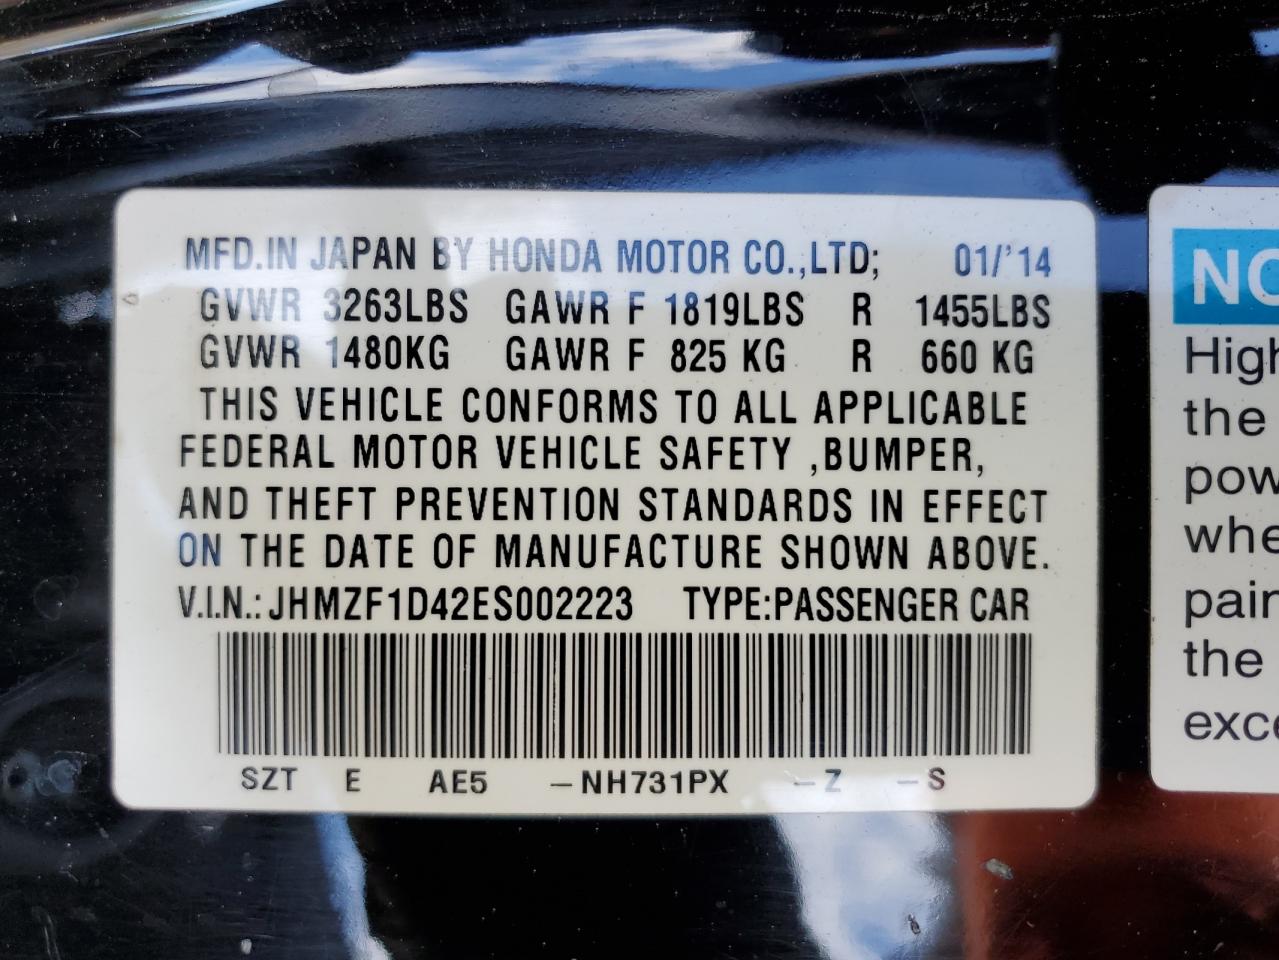 MFD.IN JAPAN BY HONDA MOTOR CO.,LTD; 01/'14
GVWR 3263LBS GAWR F 1819LBS R 1455LBS
GVWR 1480KG GAWR F 825 KG R 660 KG
THIS VEHICLE CONFORMS TO ALL APPLICABLE
FEDERAL MOTOR VEHICLE SAFETY ,BUMPER,
AND THEFT PREVENTION STANDARDS IN EFFECT
ON THE DATE OF MANUFACTURE SHOWN ABOVE.
V.I.N.: JHMZF1D42ES002223 TYPE:PASSENGER CAR
SZT E AE5 –NH731PX –Z –S
NO
High
the
pow
whe
pain
the
exce